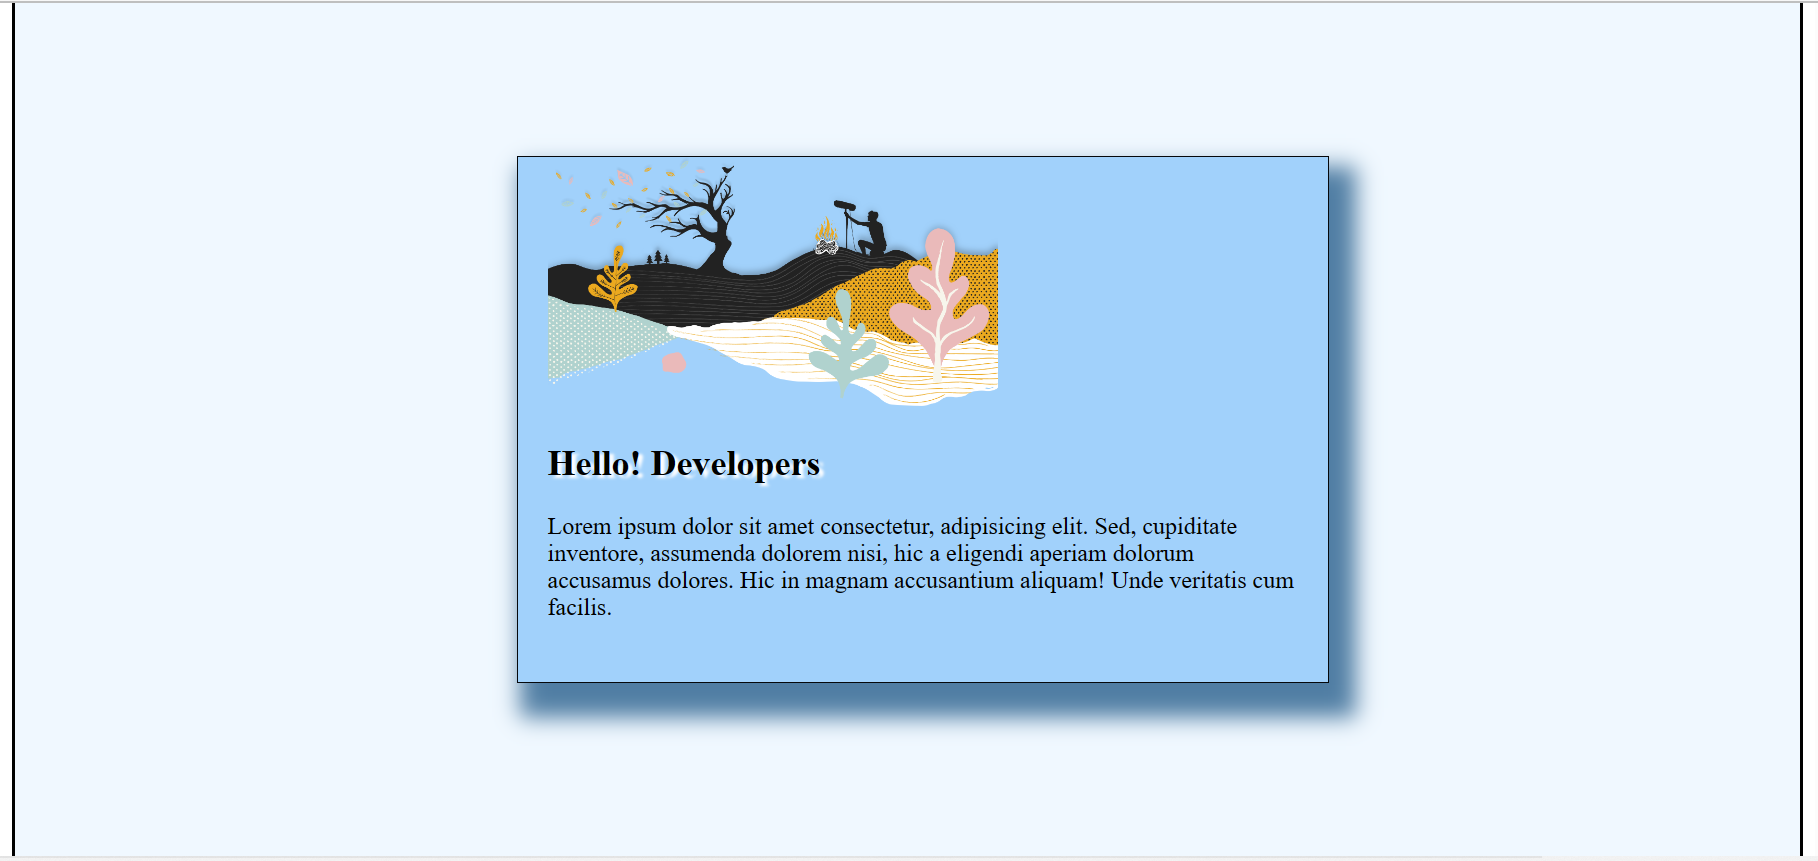 Hello! Developers
Lorem ipsum dolor sit amet consectetur, adipisicing elit. Sed, cupiditate
inventore, assumenda dolorem nisi, hic a eligendi aperiam dolorum
accusamus dolores. Hic in magnam accusantium aliquam! Unde veritatis cum
facilis.